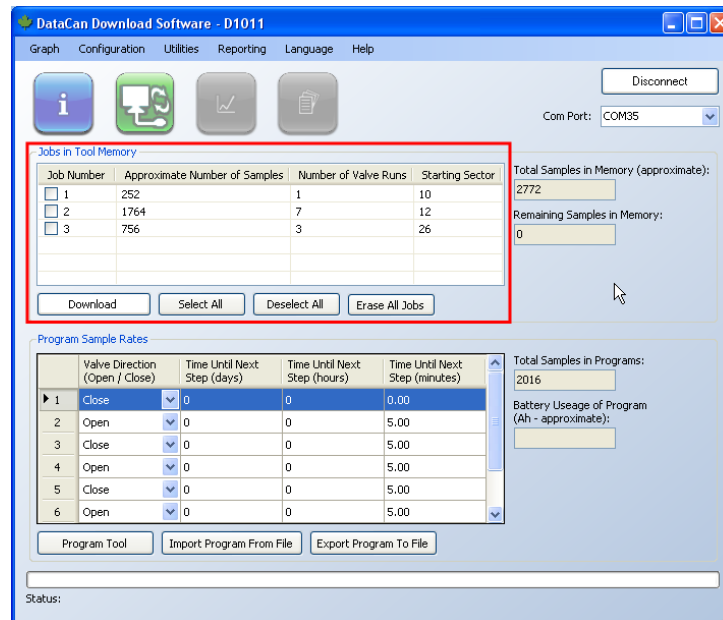 DataCan Download Software - D1011
Graph Configuration Utilities Reporting Language Help
Disconnect
Com Port: COM35
Jobs in Tool Memory
Job Number Approximate Number of Samples Number of Valve Runs Starting Sector
1 252 1 10
2 1764 7 12
3 756 3 26
Download Select All Deselect All Erase All Jobs
Total Samples in Memory (approximate):
2772
Remaining Samples in Memory:
0
Program Sample Rates
Valve Direction (Open / Close) Time Until Next Step (days) Time Until Next Step (hours) Time Until Next Step (minutes)
1 Close 0 0 0.00
2 Open 0 0 5.00
3 Close 0 0 5.00
4 Open 0 0 5.00
5 Close 0 0 5.00
6 Open 0 0 5.00
Program Tool Import Program From File Export Program To File
Total Samples in Programs:
2016
Battery Useage of Program
(Ah - approximate):
Status: